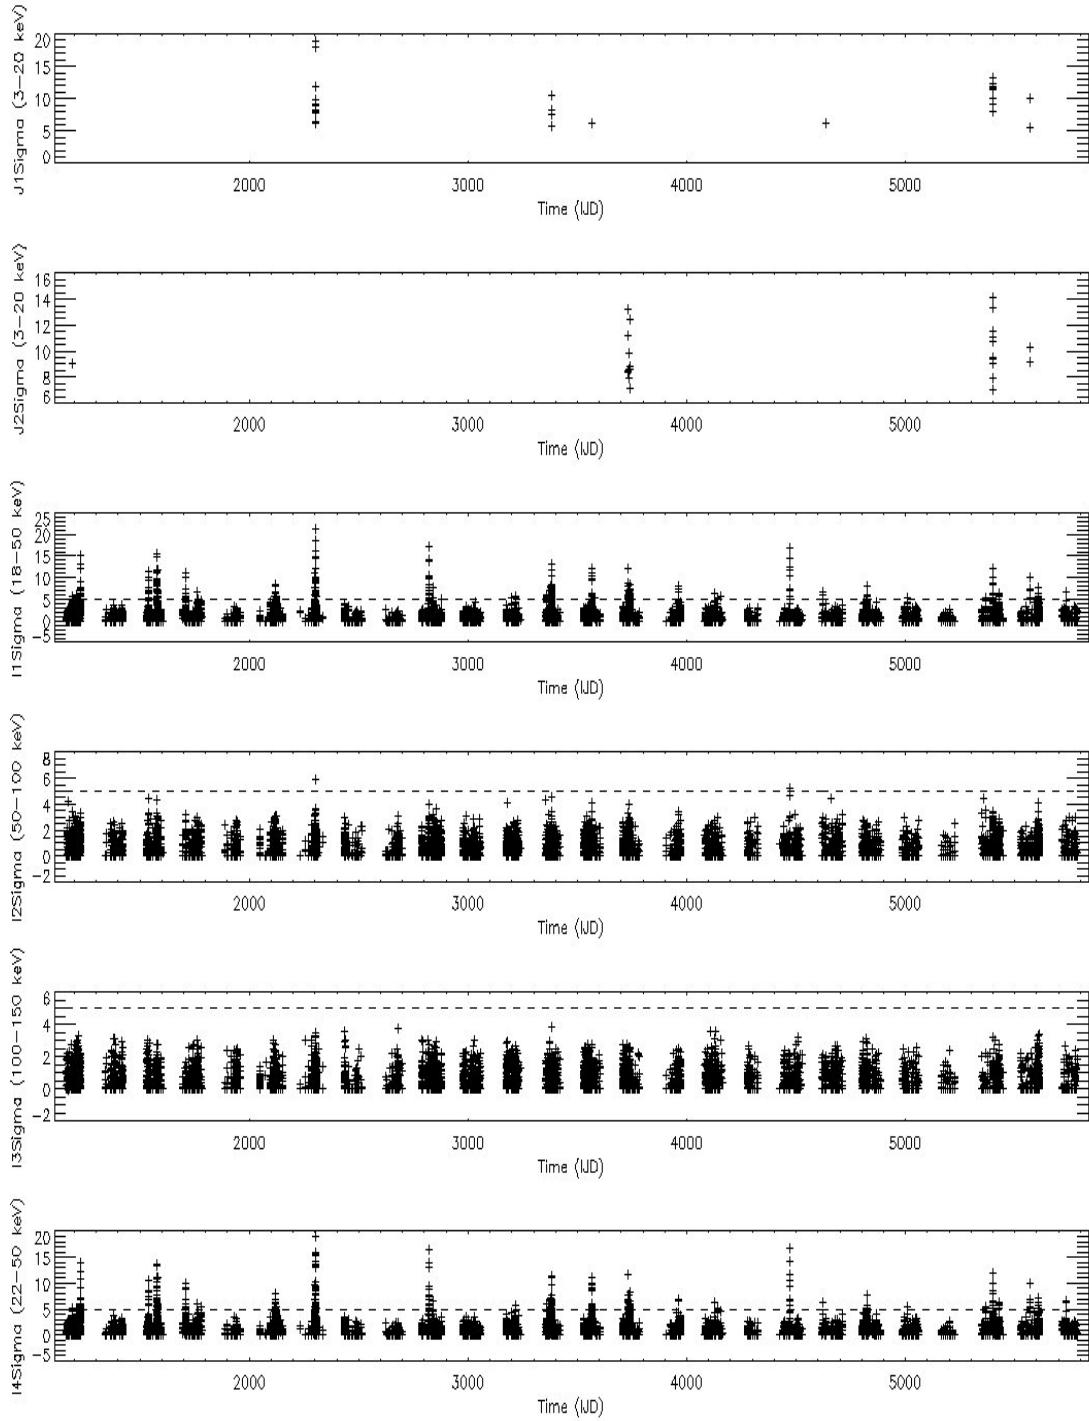 J1Sigma (3-20 keV)
20
15
10
5
0
2000 3000 4000 5000
Time (IJD)
J2Sigma (3-20 keV)
16
14
12
10
8
6
2000 3000 4000 5000
Time (IJD)
I1Sigma (18-50 keV)
25
20
15
10
5
0
-5
2000 3000 4000 5000
Time (IJD)
I2Sigma (50-100 keV)
8
6
4
2
0
-2
2000 3000 4000 5000
Time (IJD)
I3Sigma (100-150 keV)
6
4
2
0
-2
2000 3000 4000 5000
Time (IJD)
I4Sigma (22-50 keV)
20
15
10
5
0
-5
2000 3000 4000 5000
Time (IJD)